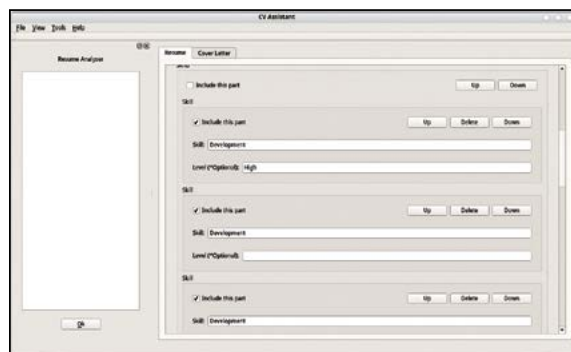 CV Assistant
File View Tools Help
Resume Analyser
Resume Cover Letter
Include this part Up Down
Skill
Include this part Up Delete Down
Skill: Development
Level (*Optional): High
Skill
Include this part Up Delete Down
Skill: Development
Level (*Optional):
Skill
Include this part Up Delete Down
Ok
Skill: Development